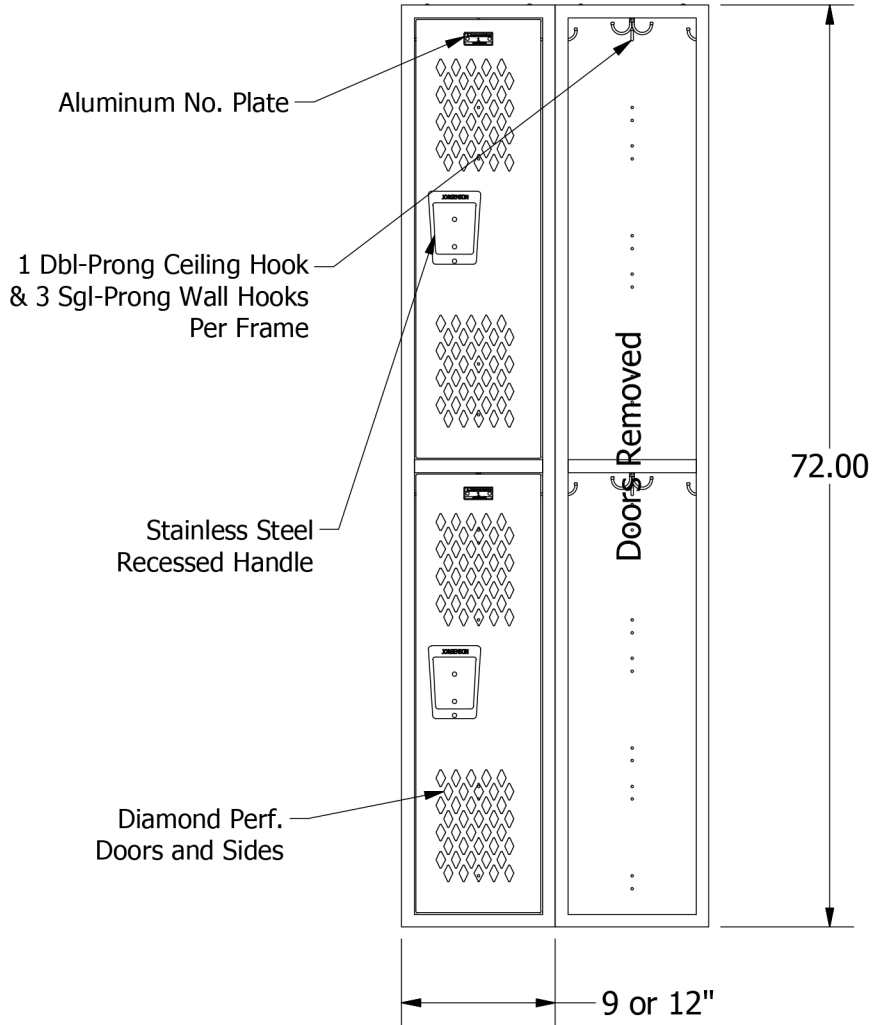 Aluminum No. Plate
1 Dbl-Prong Ceiling Hook
& 3 Sgl-Prong Wall Hooks
Per Frame
Stainless Steel
Recessed Handle
Diamond Perf.
Doors and Sides
Doors Removed
72.00
9 or 12"